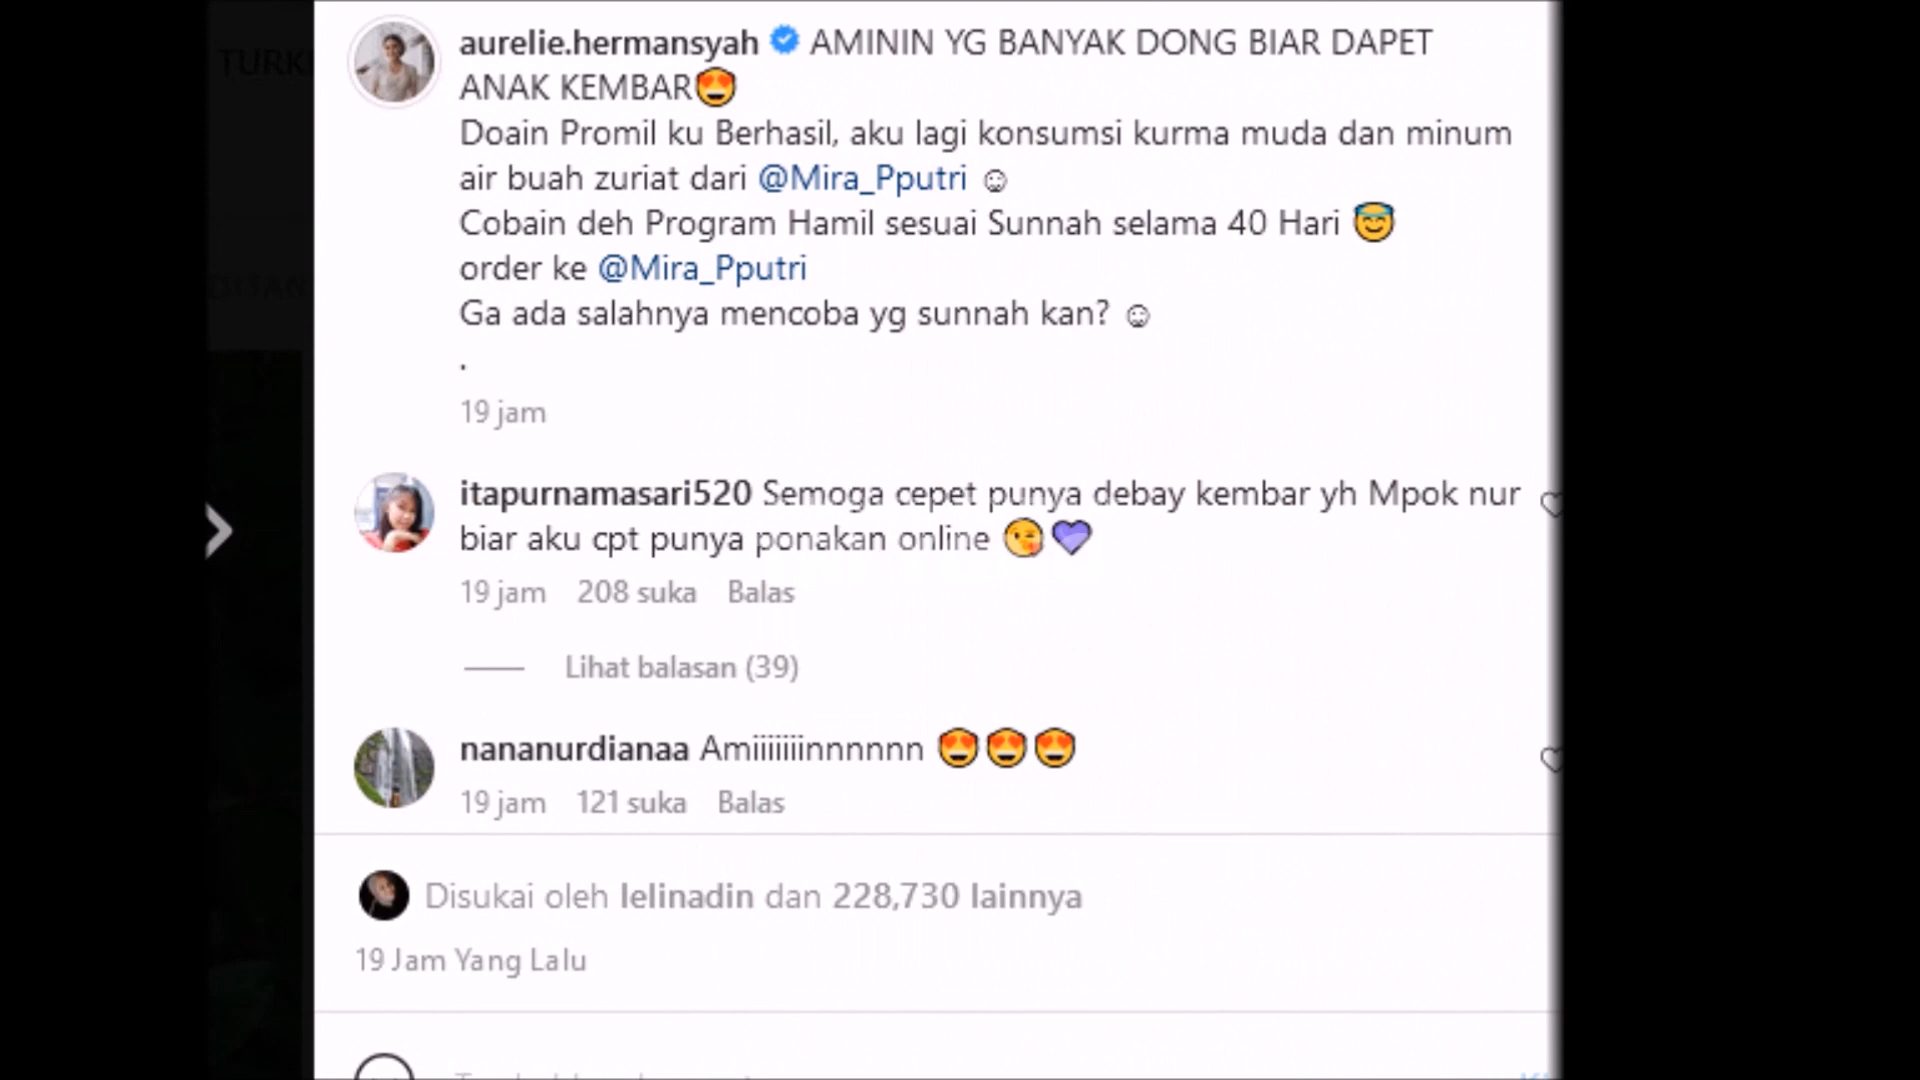 TURK
aurelie.hermansyah AMININ YG BANYAK DONG BIAR DAPET
ANAK KEMBAR😍
Doain Promil ku Berhasil, aku lagi konsumsi kurma muda dan minum
air buah zuriat dari @Mira_Pputri ☺
Cobain deh Program Hamil sesuai Sunnah selama 40 Hari 😇
order ke @Mira_Pputri
Ga ada salahnya mencoba yg sunnah kan? ☺
.
19 jam
itapurnamasari520 Semoga cepet punya debay kembar yh Mpok nur
biar aku cpt punya ponakan online 😘💜
19 jam 208 suka Balas
Lihat balasan (39)
nananurdianaa Amiiiiiiinnnnnn 😍😍😍
19 jam 121 suka Balas
Disukai oleh lelinadin dan 228,730 lainnya
19 Jam Yang Lalu